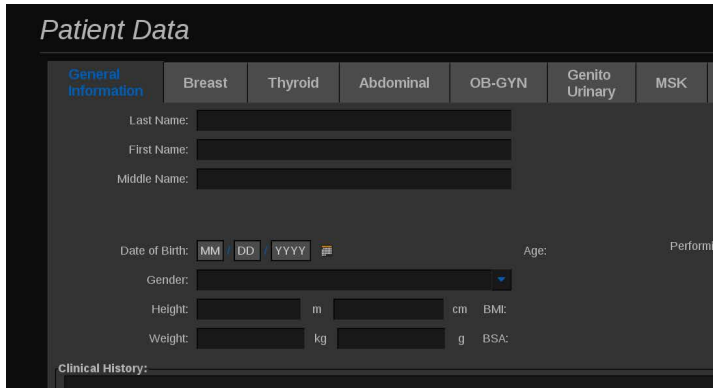 Patient Data
General Information
Breast
Thyroid
Abdominal
OB-GYN
Genito Urinary
MSK
Last Name:
First Name:
Middle Name:
Date of Birth: MM / DD / YYYY
Age:
Performi
Gender:
Height: m cm BMI:
Weight: kg g BSA:
Clinical History: